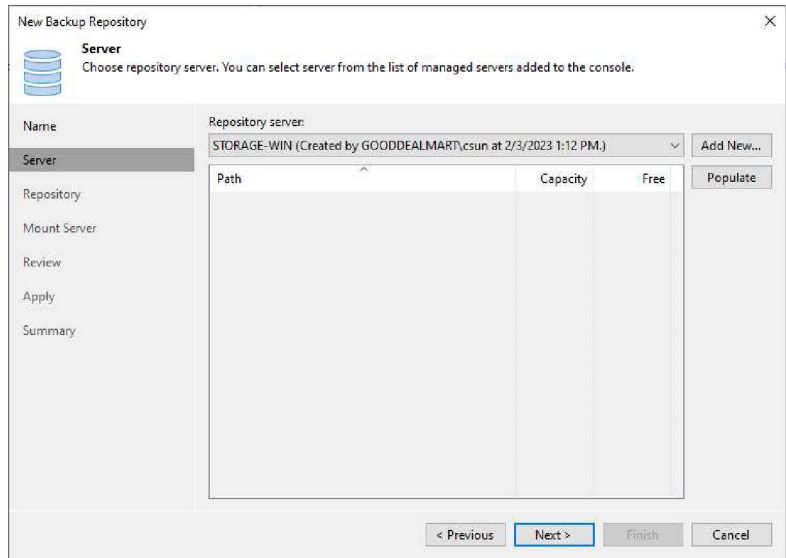 New Backup Repository
Server
Choose repository server. You can select server from the list of managed servers added to the console.
Name
Server
Repository
Mount Server
Review
Apply
Summary
Repository server:
STORAGE-WIN (Created by GOODDEALMART\csun at 2/3/2023 1:12 PM.)
Add New...
Path Capacity Free
Populate
< Previous Next > Finish Cancel